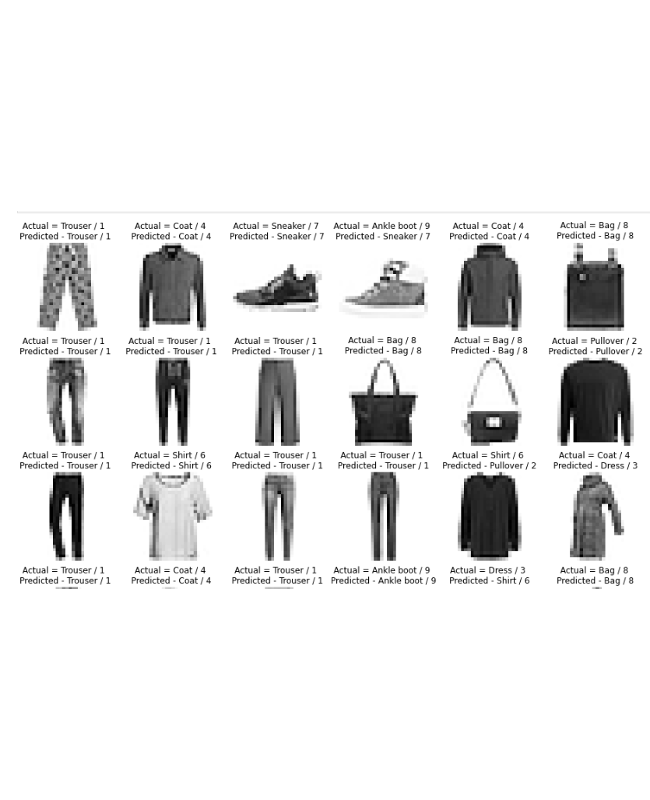 Actual = Trouser / 1
Predicted - Trouser / 1
Actual = Coat / 4
Predicted - Coat / 4
Actual = Sneaker / 7
Predicted - Sneaker / 7
Actual = Ankle boot / 9
Predicted - Sneaker / 7
Actual = Coat / 4
Predicted - Coat / 4
Actual = Bag / 8
Predicted - Bag / 8
Actual = Trouser / 1
Predicted - Trouser / 1
Actual = Trouser / 1
Predicted - Trouser / 1
Actual = Trouser / 1
Predicted - Trouser / 1
Actual = Bag / 8
Predicted - Bag / 8
Actual = Bag / 8
Predicted - Bag / 8
Actual = Pullover / 2
Predicted - Pullover / 2
Actual = Trouser / 1
Predicted - Trouser / 1
Actual = Shirt / 6
Predicted - Shirt / 6
Actual = Trouser / 1
Predicted - Trouser / 1
Actual = Trouser / 1
Predicted - Trouser / 1
Actual = Shirt / 6
Predicted - Pullover / 2
Actual = Coat / 4
Predicted - Dress / 3
Actual = Trouser / 1
Predicted - Trouser / 1
Actual = Coat / 4
Predicted - Coat / 4
Actual = Trouser / 1
Predicted - Trouser / 1
Actual = Ankle boot / 9
Predicted - Ankle boot / 9
Actual = Dress / 3
Predicted - Shirt / 6
Actual = Bag / 8
Predicted - Bag / 8